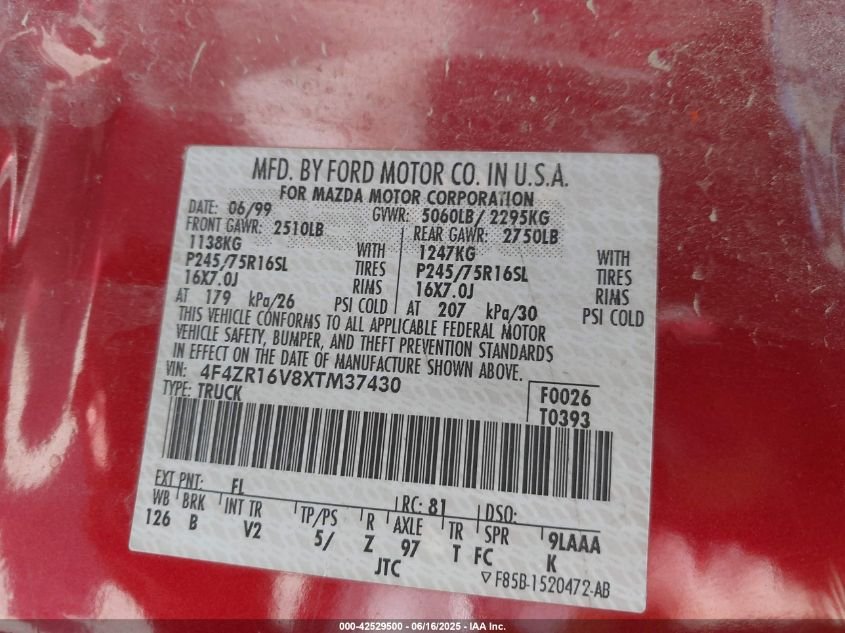 MFD. BY FORD MOTOR CO. IN U.S.A.
FOR MAZDA MOTOR CORPORATION
DATE: 06/99 GVWR: 5060LB/ 2295KG
FRONT GAWR: 2510LB REAR GAWR: 2750LB
1138KG WITH 1247KG WITH
P245/75R16SL TIRES P245/75R16SL TIRES
16X7.0J RIMS 16X7.0J RIMS
AT 179 kPa/26 PSI COLD AT 207 kPa/30 PSI COLD
THIS VEHICLE CONFORMS TO ALL APPLICABLE FEDERAL MOTOR
VEHICLE SAFETY, BUMPER, AND THEFT PREVENTION STANDARDS
IN EFFECT ON THE DATE OF MANUFACTURE SHOWN ABOVE.
VIN: 4F4ZR16V8XTM37430 F0026
TYPE: TRUCK T0393
EXT PNT: FL RC: 81 DSO:
WB BRK INT TR TP/PS R AXLE TR SPR 9LAAA
126 B V2 5/ Z 97 T FC K
JTC
▽ F85B-1520472-AB
000-42529500 - 06/16/2025 - IAA Inc.